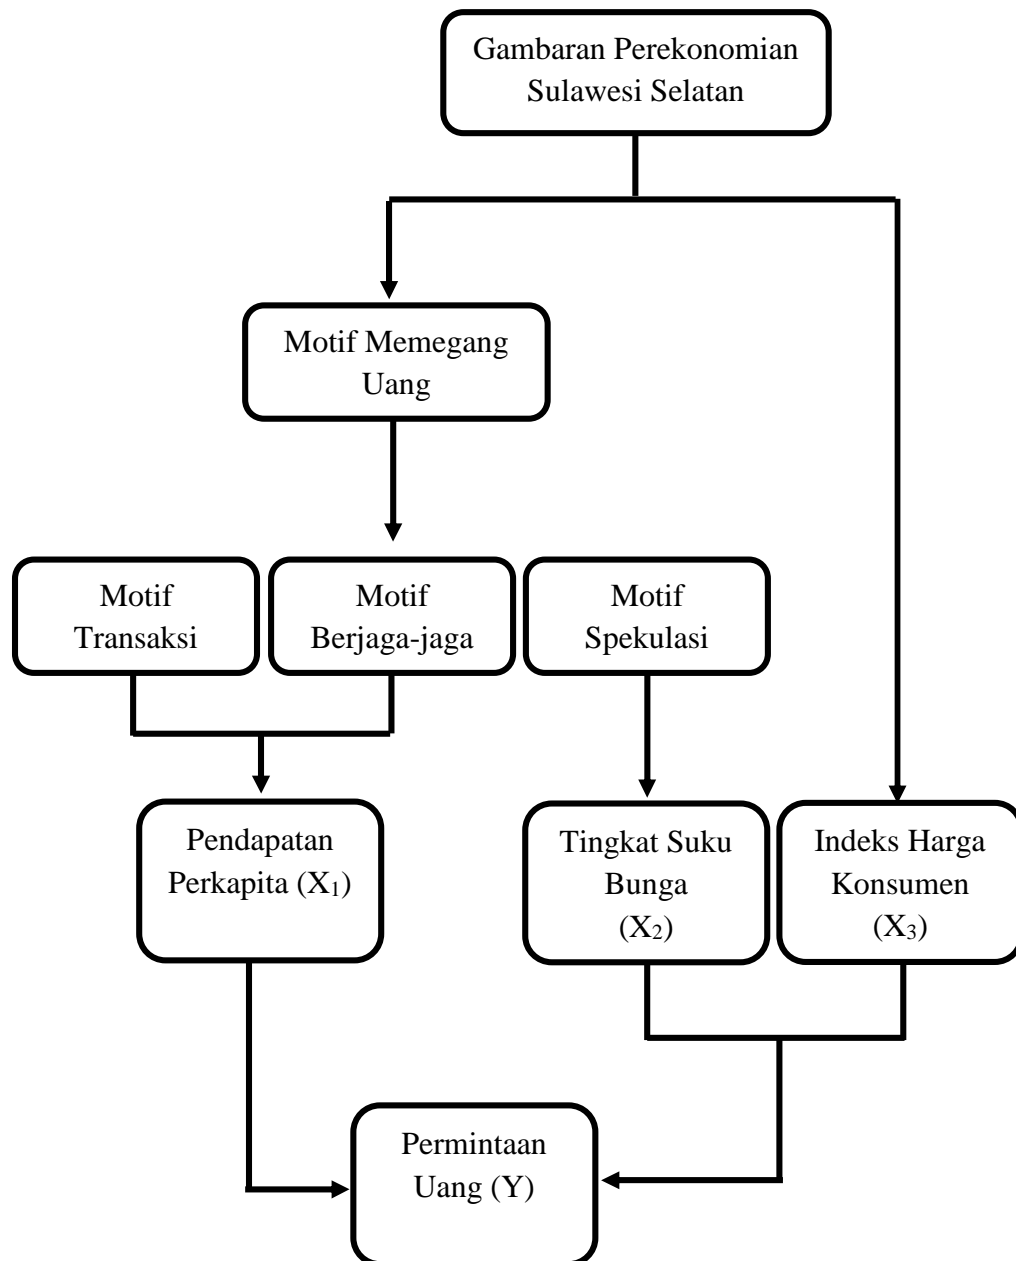 Gambaran Perekonomian
Sulawesi Selatan
Motif Memegang
Uang
Motif
Transaksi
Motif
Berjaga-jaga
Motif
Spekulasi
Pendapatan
Perkapita (X₁)
Tingkat Suku
Bunga
(X₂)
Indeks Harga
Konsumen
(X₃)
Permintaan
Uang (Y)